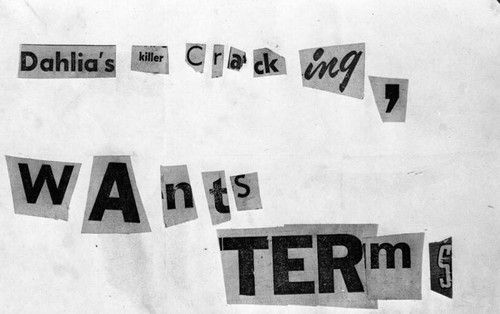 Dahlia's killer Cracking,
WAnts
TERms